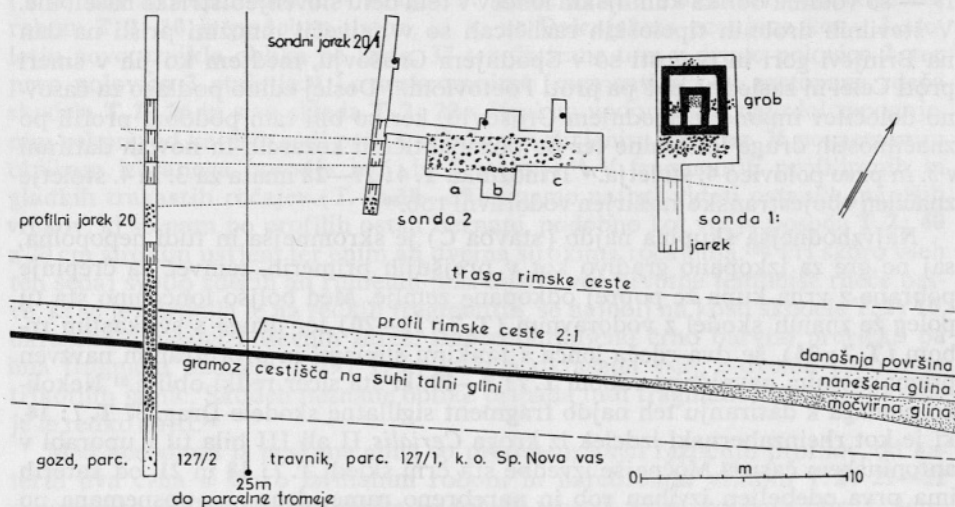 sondni jarek 20A
grob
a
b
c
profilni jarek 20
sonda 2
sonda 1:
jarek
trasa rimske ceste
profil rimske ceste 2:1
današnja površina
gramoz cestišča na suhi talni glini
nanešena glina
močvirna glina
gozd, parc. 127/2
travnik, parc. 127/1, k. o. Sp. Nova vas
25m
do parcelne tromeje
0 m 10